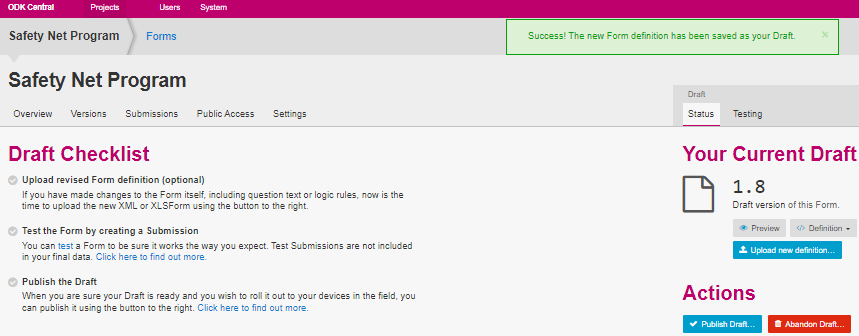 ODK Central Projects Users System
Safety Net Program Forms
Success! The new Form definition has been saved as your Draft. ×
Safety Net Program
Overview Versions Submissions Public Access Settings
Draft
Status Testing
Draft Checklist
Upload revised Form definition (optional)
If you have made changes to the Form itself, including question text or logic rules, now is the
time to upload the new XML or XLSForm using the button to the right.
Test the Form by creating a Submission
You can test a Form to be sure it works the way you expect. Test Submissions are not included
in your final data. Click here to find out more.
Publish the Draft
When you are sure your Draft is ready and you wish to roll it out to your devices in the field, you
can publish it using the button to the right. Click here to find out more.
Your Current Draft
1.8
Draft version of this Form.
Preview </> Definition
Upload new definition...
Actions
Publish Draft... Abandon Draft...